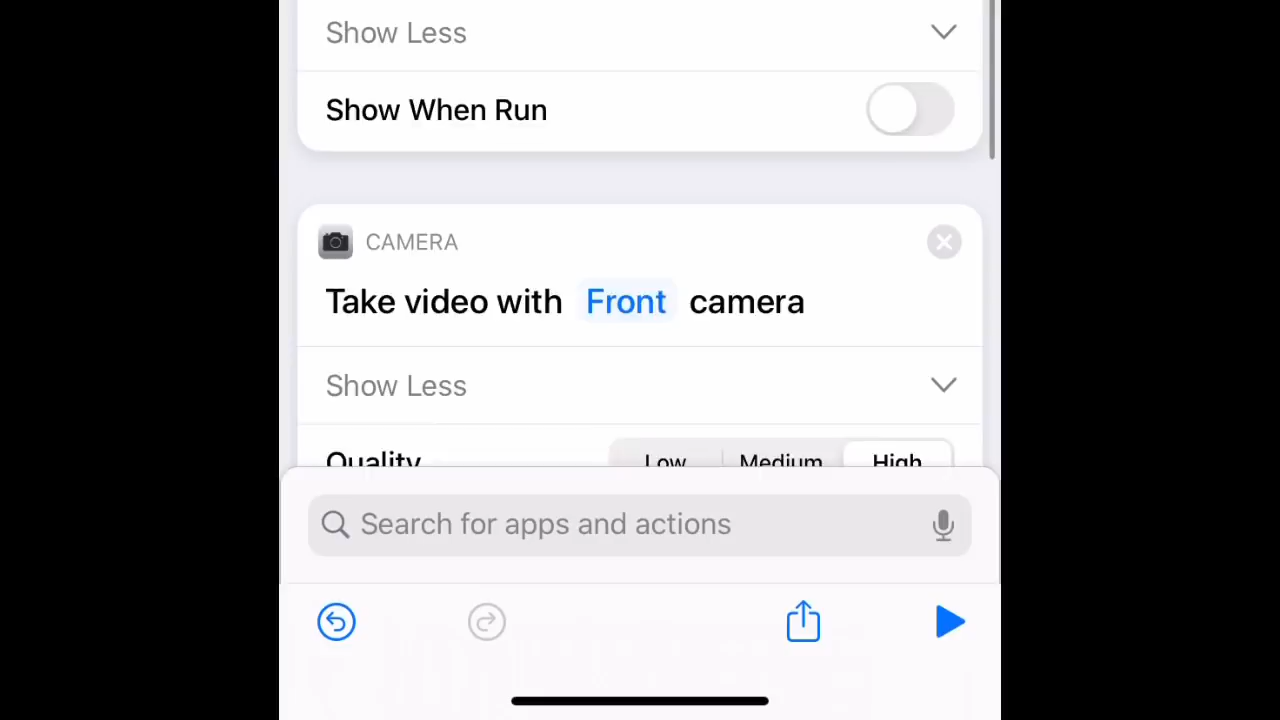 Show Less
Show When Run
CAMERA
Take video with Front camera
Show Less
Quality Low Medium High
Search for apps and actions